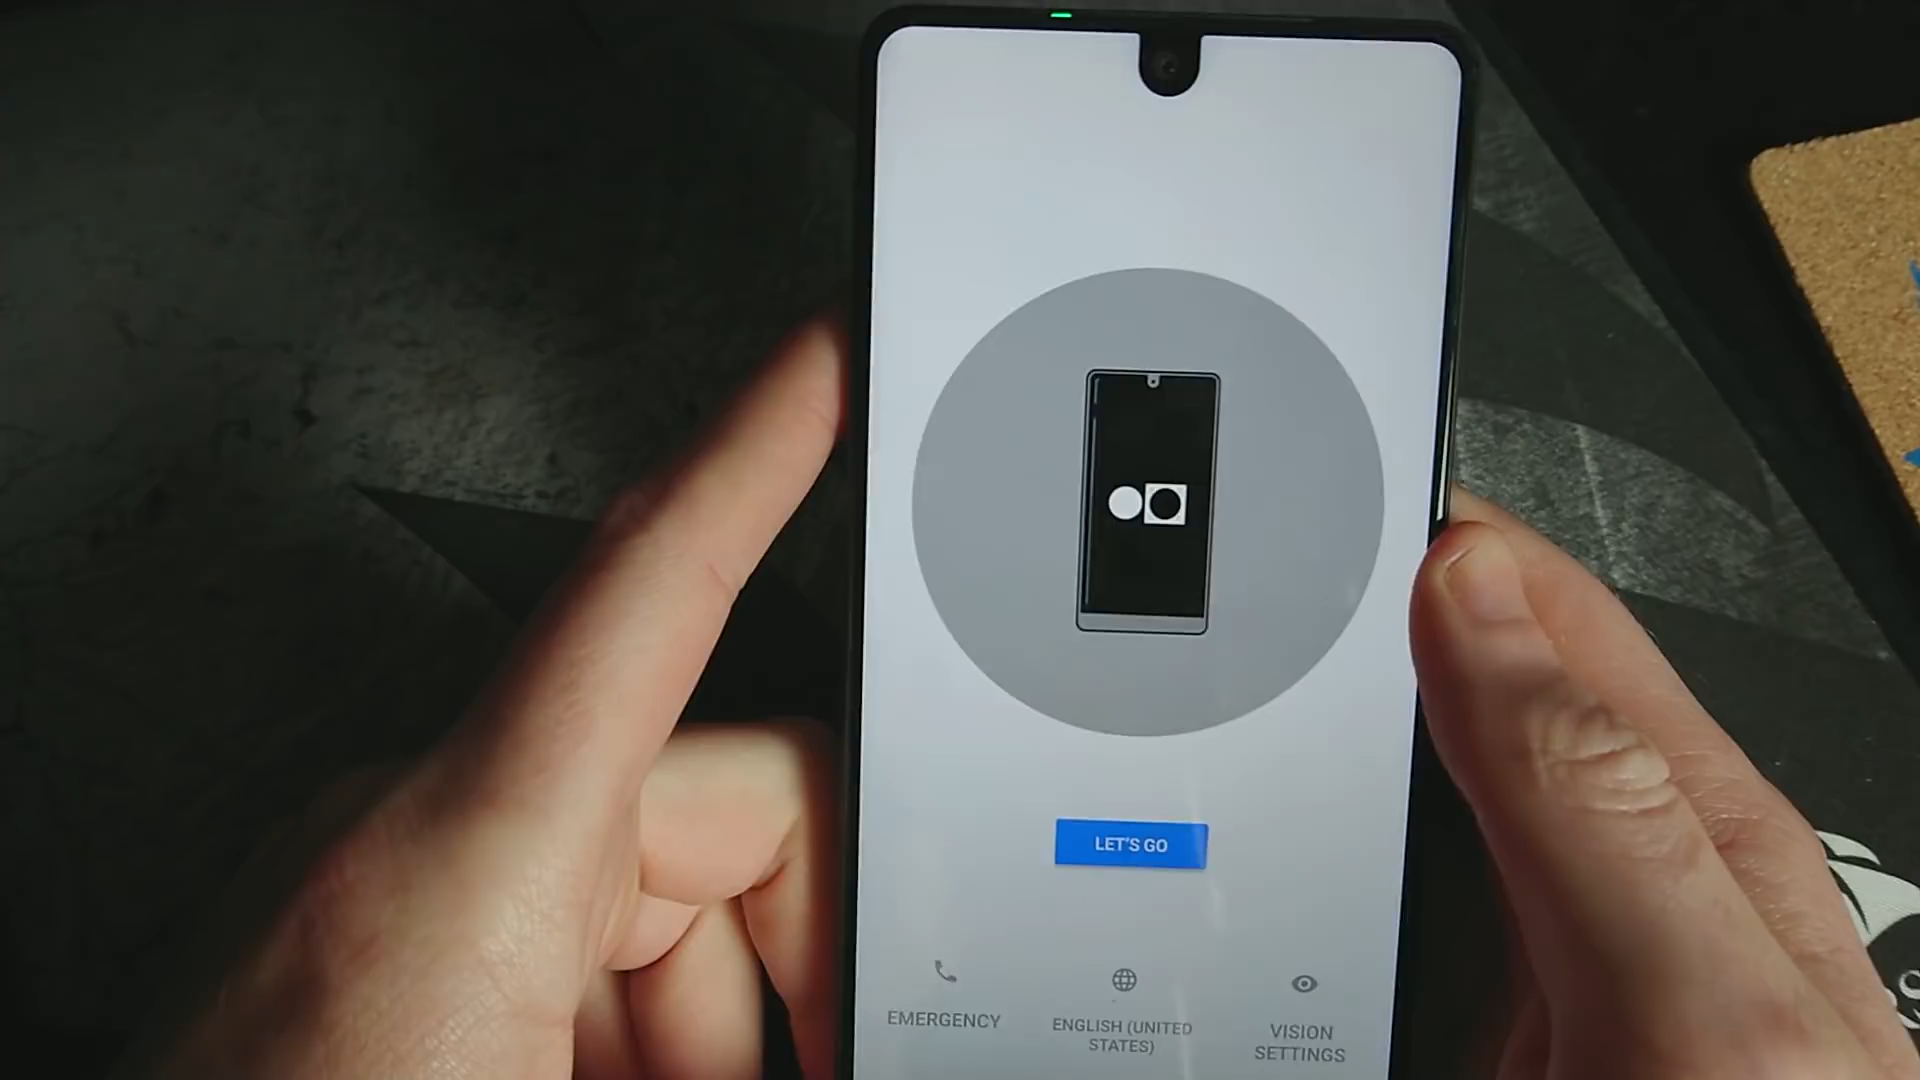 LET'S GO
EMERGENCY
ENGLISH (UNITED
STATES)
VISION
SETTINGS